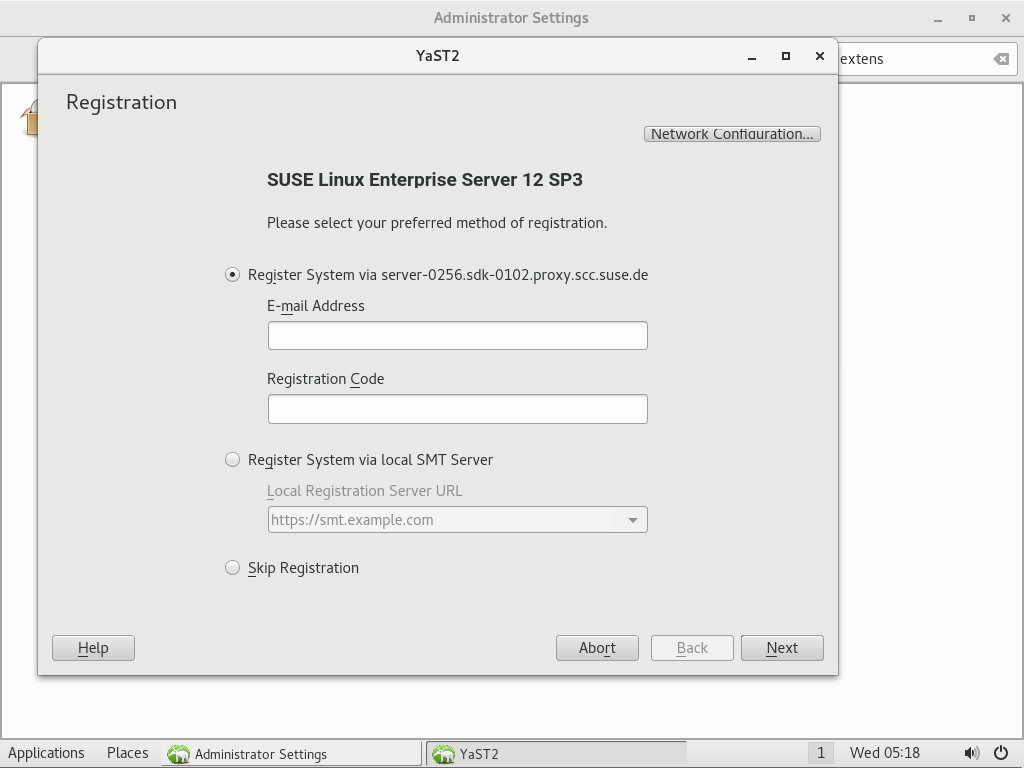 Administrator Settings
YaST2
extens
Registration
Network Configuration...
SUSE Linux Enterprise Server 12 SP3
Please select your preferred method of registration.
Register System via server-0256.sdk-0102.proxy.scc.suse.de
E-mail Address
Registration Code
Register System via local SMT Server
Local Registration Server URL
https://smt.example.com
Skip Registration
Help
Abort
Back
Next
Applications
Places
Administrator Settings
YaST2
1
Wed 05:18